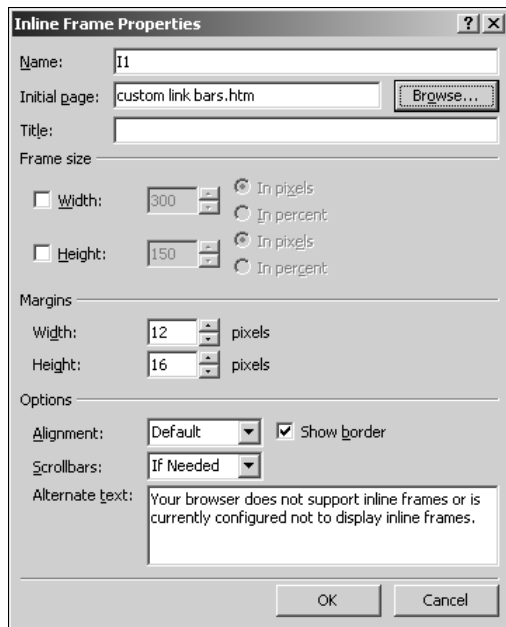 Inline Frame Properties
Name: I1
Initial page: custom link bars.htm Browse...
Title:
Frame size
Width: 300 In pixels
In percent
Height: 150 In pixels
In percent
Margins
Width: 12 pixels
Height: 16 pixels
Options
Alignment: Default Show border
Scrollbars: If Needed
Alternate text: Your browser does not support inline frames or is
currently configured not to display inline frames.
OK Cancel